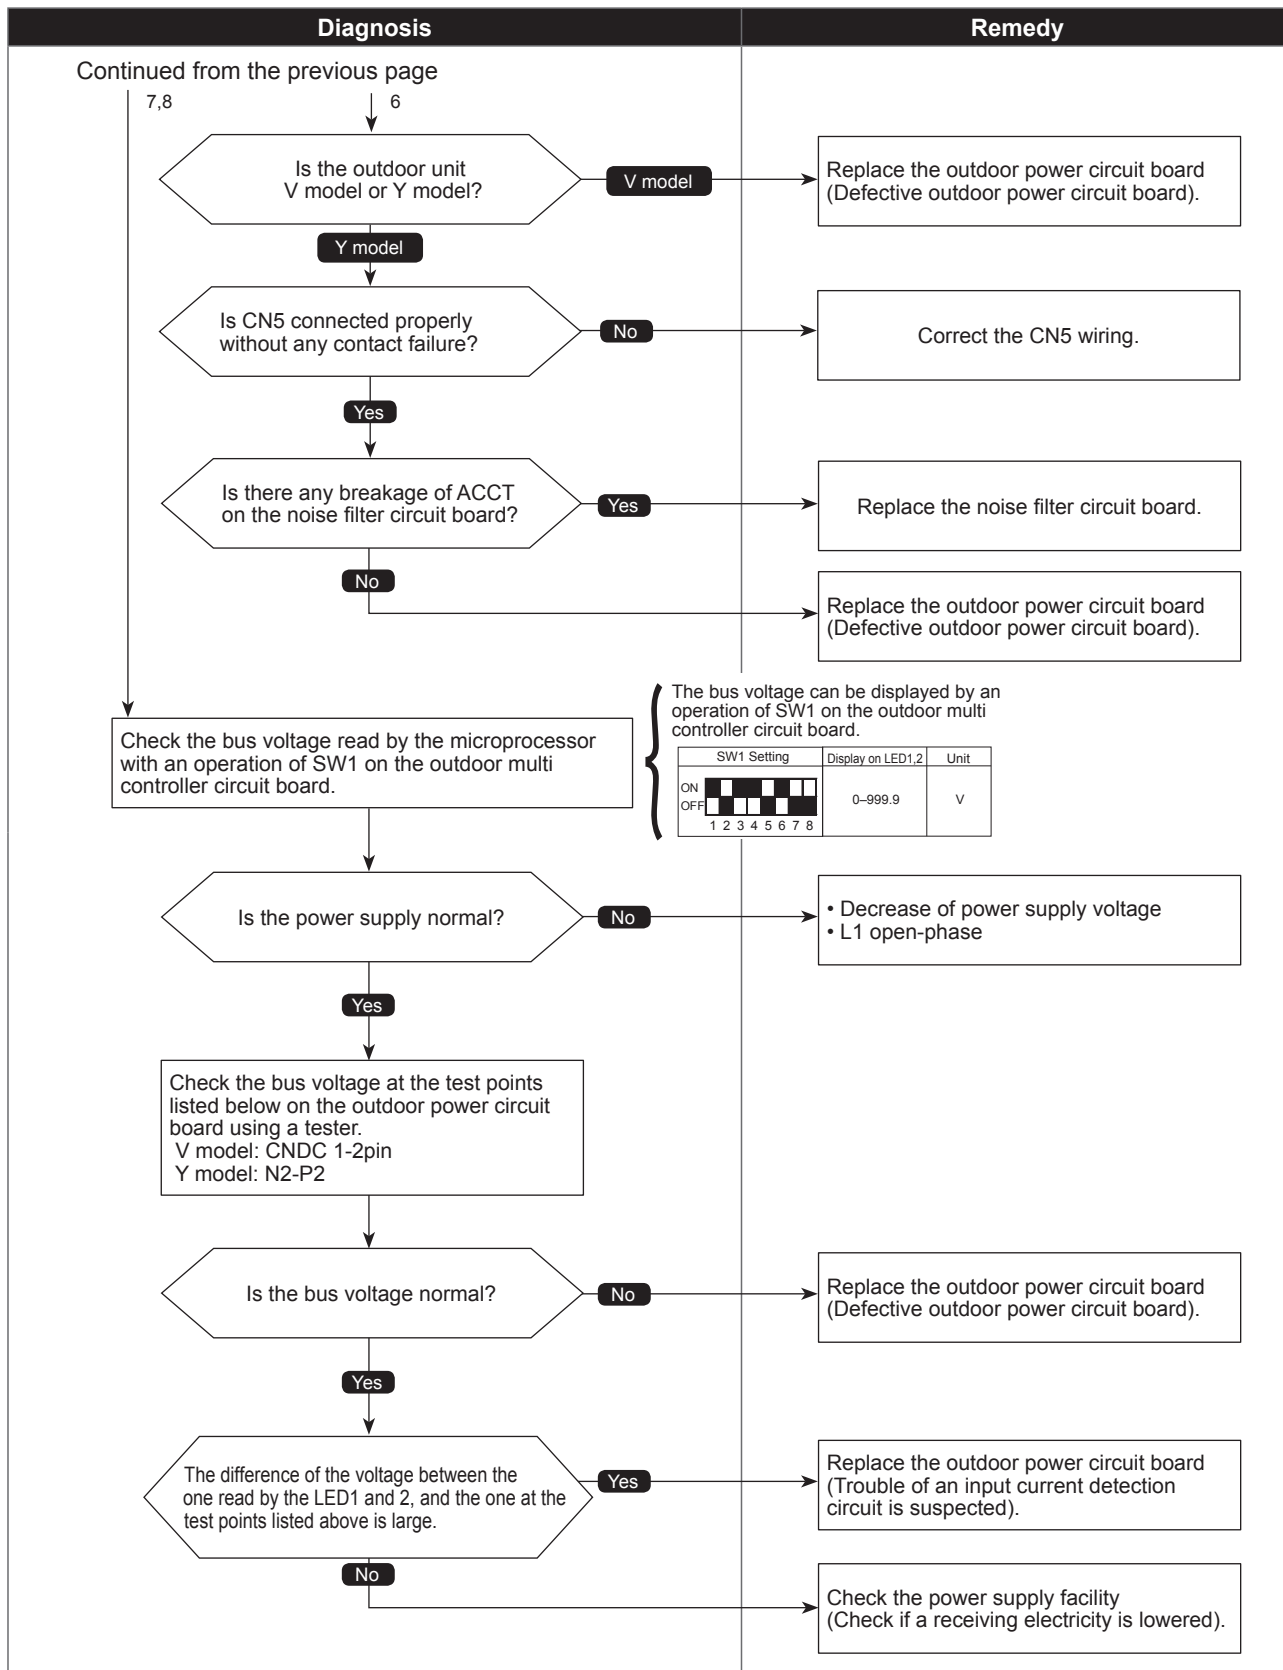 Diagnosis
Remedy
Continued from the previous page
7,8
6
Is the outdoor unit
V model or Y model?
V model
Replace the outdoor power circuit board
(Defective outdoor power circuit board).
Y model
Is CN5 connected properly
without any contact failure?
No
Correct the CN5 wiring.
Yes
Is there any breakage of ACCT
on the noise filter circuit board?
Yes
Replace the noise filter circuit board.
No
Replace the outdoor power circuit board
(Defective outdoor power circuit board).
Check the bus voltage read by the microprocessor
with an operation of SW1 on the outdoor multi
controller circuit board.
The bus voltage can be displayed by an
operation of SW1 on the outdoor multi
controller circuit board.
SW1 Setting
Display on LED1,2
Unit
ON
OFF
1 2 3 4 5 6 7 8
0–999.9
V
Is the power supply normal?
No
• Decrease of power supply voltage
• L1 open-phase
Yes
Check the bus voltage at the test points
listed below on the outdoor power circuit
board using a tester.
V model: CNDC 1-2pin
Y model: N2-P2
Is the bus voltage normal?
No
Replace the outdoor power circuit board
(Defective outdoor power circuit board).
Yes
The difference of the voltage between the
one read by the LED1 and 2, and the one at the
test points listed above is large.
Yes
Replace the outdoor power circuit board
(Trouble of an input current detection
circuit is suspected).
No
Check the power supply facility
(Check if a receiving electricity is lowered).